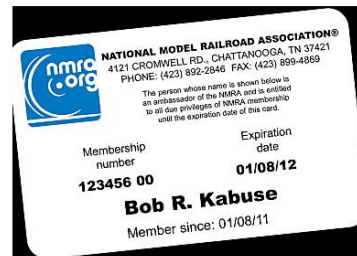 nmra
.org
NATIONAL MODEL RAILROAD ASSOCIATION®
4121 CROMWELL RD., CHATTANOOGA, TN 37421
PHONE: (423) 892-2846 FAX: (423) 899-4869
The person whose name is shown below is
an ambassador of the NMRA and is entitled
to all due privileges of NMRA membership
until the expiration date of this card.
Membership
number
123456 00
Expiration
date
01/08/12
Bob R. Kabuse
Member since: 01/08/11